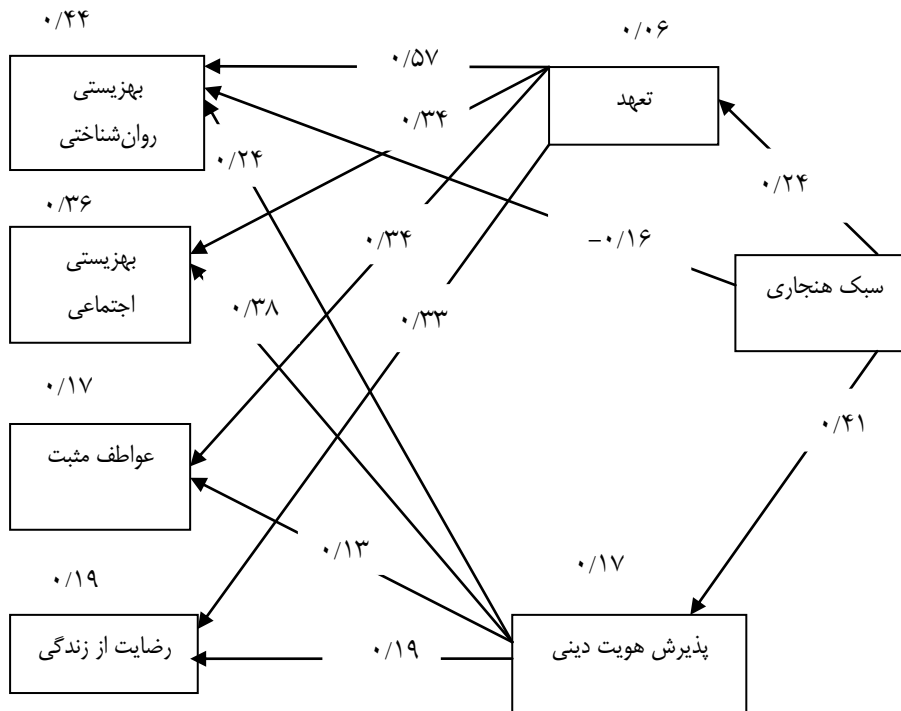 ۰/۴۴
۰/۰۶
۰/۵۷
بهزیستی
روان‌شناختی
تعهد
۰/۳۴
۰/۲۴
۰/۲۴
۰/۳۶
۰/۳۴
-۰/۱۶
بهزیستی
اجتماعی
سبک هنجاری
۰/۳۸
۰/۳۳
۰/۱۷
۰/۴۱
عواطف مثبت
۰/۱۳
۰/۱۷
۰/۱۹
رضایت از زندگی
۰/۱۹
پذیرش هویت دینی